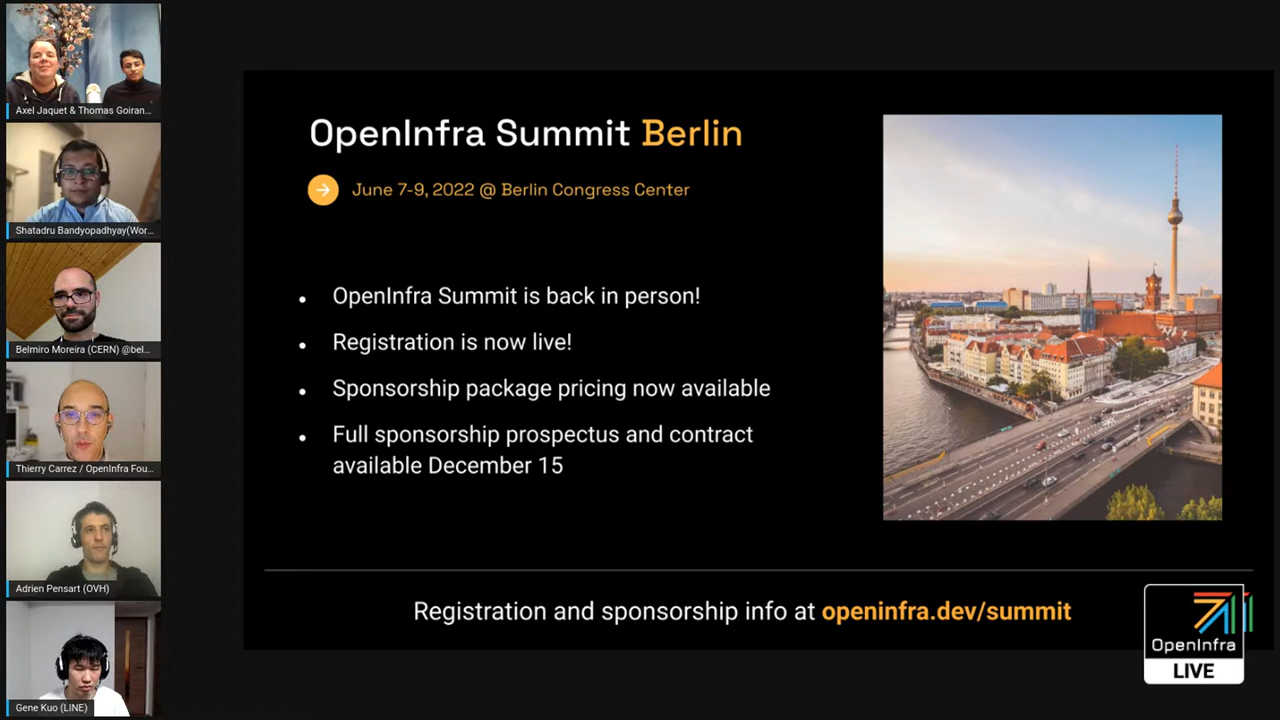 Axel Jaquet & Thomas Goiran...
Shatadru Bandyopadhyay(Wor...
Belmiro Moreira (CERN) @bel...
Thierry Carrez / OpenInfra Fou...
Adrien Pensart (OVH)
Gene Kuo (LINE)
OpenInfra Summit Berlin
June 7-9, 2022 @ Berlin Congress Center
• OpenInfra Summit is back in person!
• Registration is now live!
• Sponsorship package pricing now available
• Full sponsorship prospectus and contract
available December 15
Registration and sponsorship info at openinfra.dev/summit
OpenInfra
LIVE